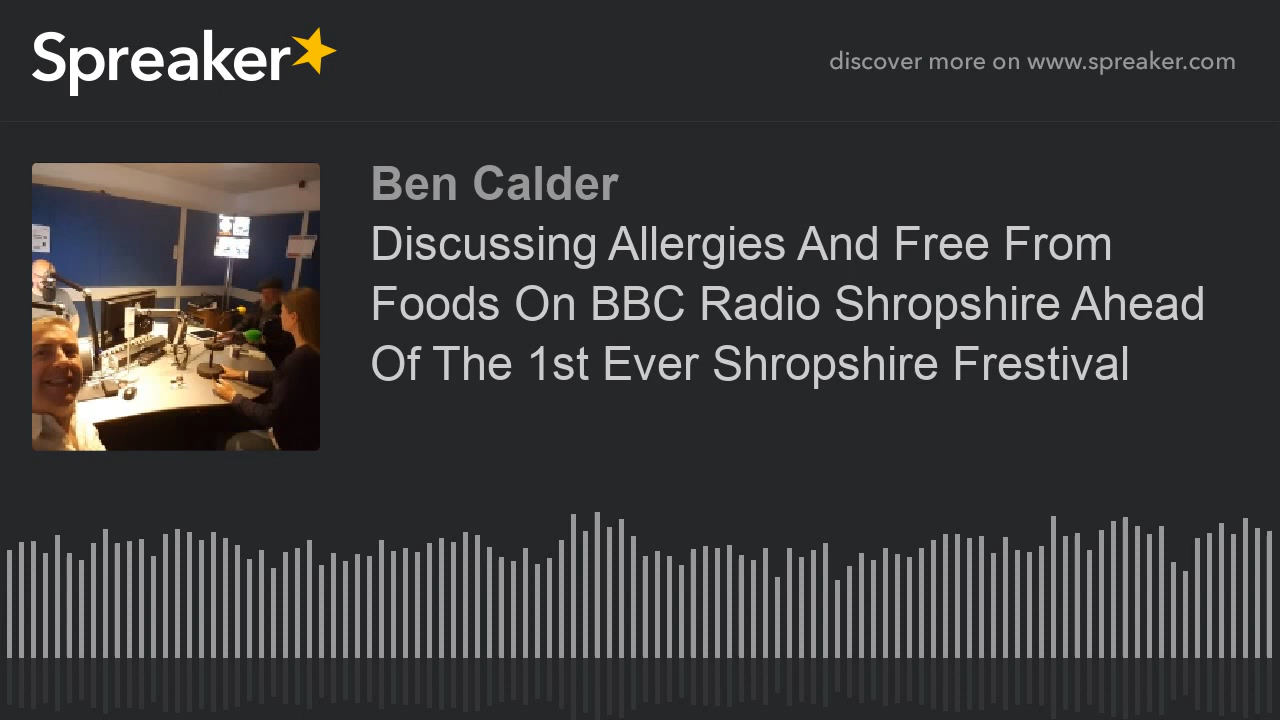 Spreaker
discover more on www.spreaker.com
Ben Calder
Discussing Allergies And Free From
Foods On BBC Radio Shropshire Ahead
Of The 1st Ever Shropshire Frestival